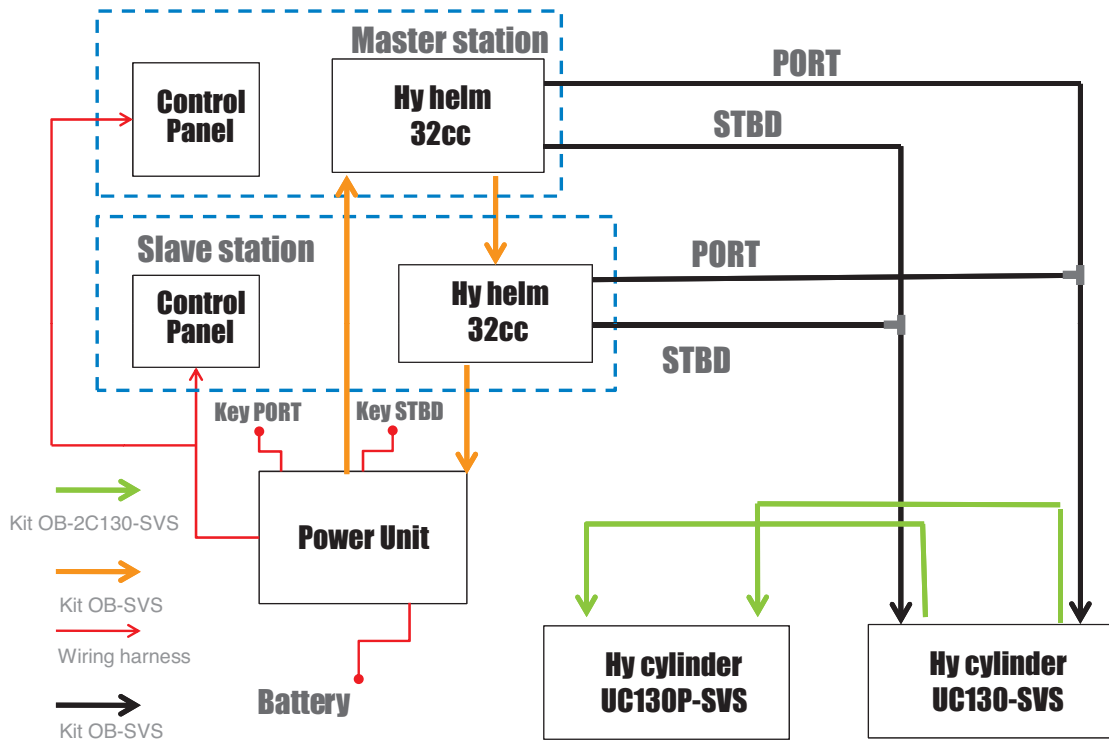 Master station
Control
Panel
Hy helm
32cc
PORT
STBD
Slave station
Control
Panel
Hy helm
32cc
PORT
STBD
Key PORT
Key STBD
Power Unit
Battery
Kit OB-2C130-SVS
Kit OB-SVS
Wiring harness
Kit OB-SVS
Hy cylinder
UC130P-SVS
Hy cylinder
UC130-SVS